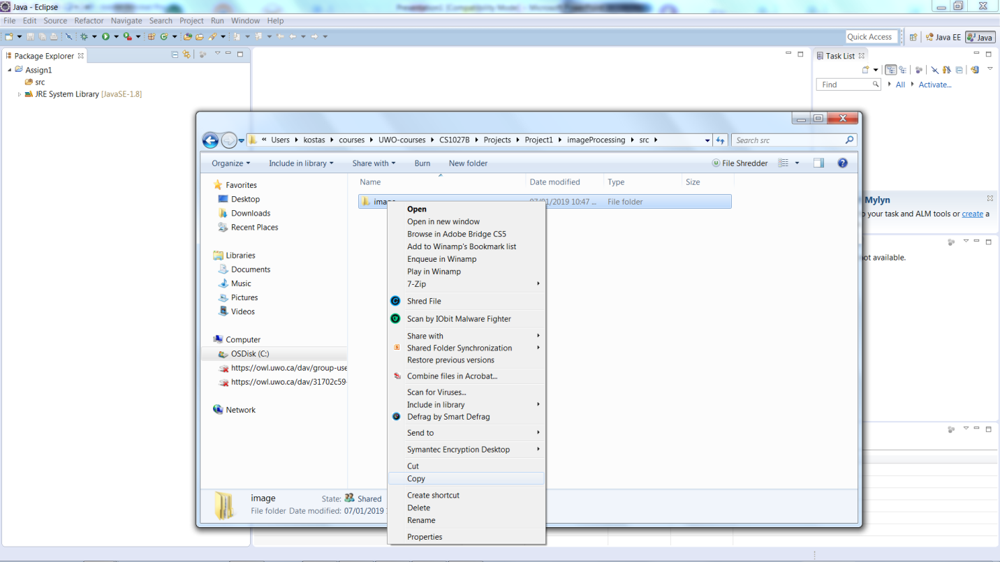 Java - Eclipse
File Edit Source Refactor Navigate Search Project Run Window Help
Quick Access Java EE Java
Package Explorer
Assign1
src
JRE System Library [JavaSE-1.8]
Task List
Find All Activate...
Mylyn
your task and ALM tools or create a
not available.
« Users kostas courses UWO-courses CS1027B Projects Project1 imageProcessing src
Search src
Organize Include in library Share with Burn New folder File Shredder
Name Date modified Type Size
07/01/2019 10:47 ... File folder
Favorites
Desktop
Downloads
Recent Places
Libraries
Documents
Music
Pictures
Videos
Computer
OSDisk (C:)
https://owl.uwo.ca/dav/group-use
https://owl.uwo.ca/dav/31702c59-
Network
Open
Open in new window
Browse in Adobe Bridge CS5
Add to Winamp's Bookmark list
Enqueue in Winamp
Play in Winamp
7-Zip
Shred File
Scan by IObit Malware Fighter
Share with
Shared Folder Synchronization
Restore previous versions
Combine files in Acrobat...
Scan for Viruses...
Include in library
Defrag by Smart Defrag
Send to
Symantec Encryption Desktop
Cut
Copy
Create shortcut
Delete
Rename
Properties
image State: Shared
File folder Date modified: 07/01/2019